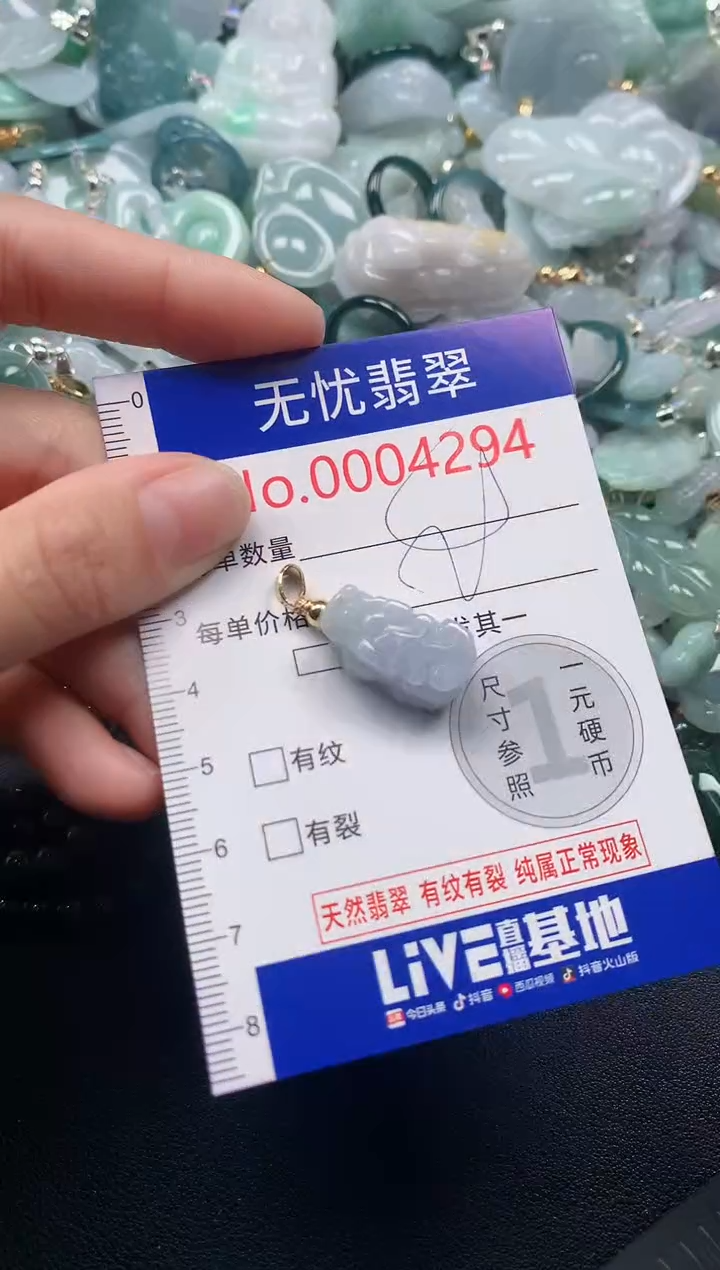 无忧翡翠
No.0004294
0
单数量
3
每单价格
其一
4
尺寸参照
1
一元硬币
5
有纹
6
有裂
天然翡翠 有纹有裂 纯属正常现象
7
LiVE直播基地
8
今日头条 抖音 西瓜视频 抖音火山版